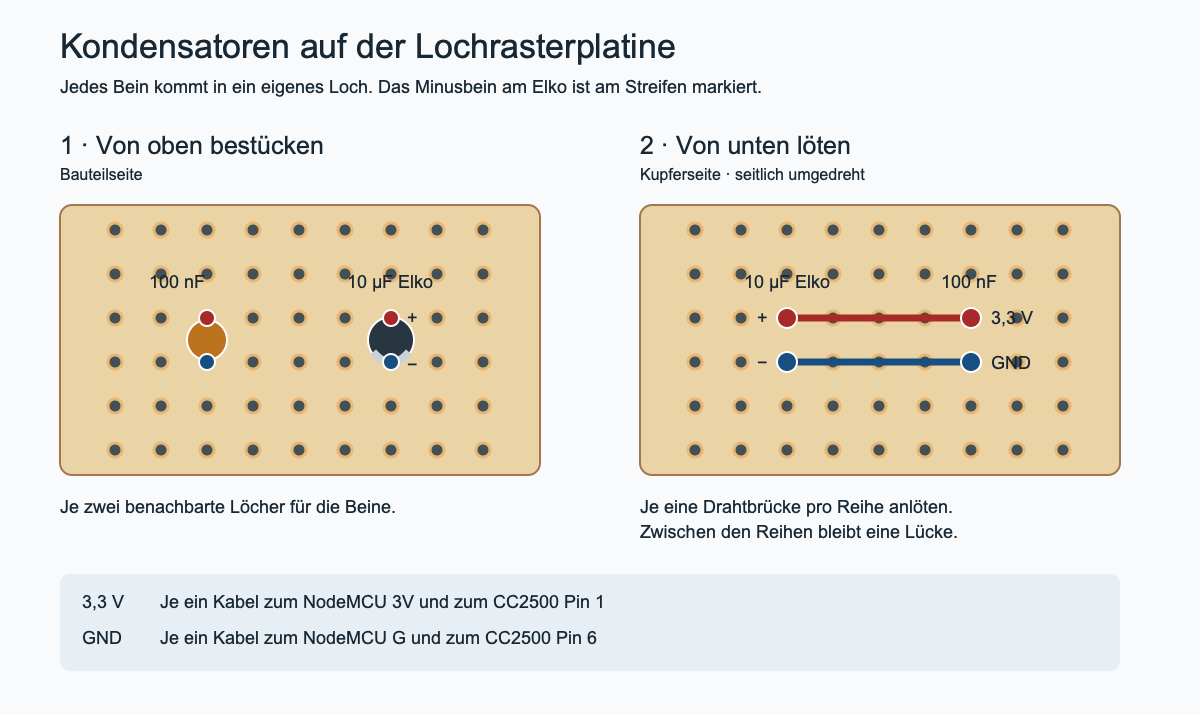 Kondensatoren auf der Lochrasterplatine
Jedes Bein kommt in ein eigenes Loch. Das Minusbein am Elko ist am Streifen markiert.
1 · Von oben bestücken
Bauteilseite
100 nF
10 µF Elko
+
−
Je zwei benachbarte Löcher für die Beine.
2 · Von unten löten
Kupferseite · seitlich umgedreht
10 µF Elko
100 nF
+
3,3 V
−
GND
Je eine Drahtbrücke pro Reihe anlöten.
Zwischen den Reihen bleibt eine Lücke.
3,3 V Je ein Kabel zum NodeMCU 3V und zum CC2500 Pin 1
GND Je ein Kabel zum NodeMCU G und zum CC2500 Pin 6